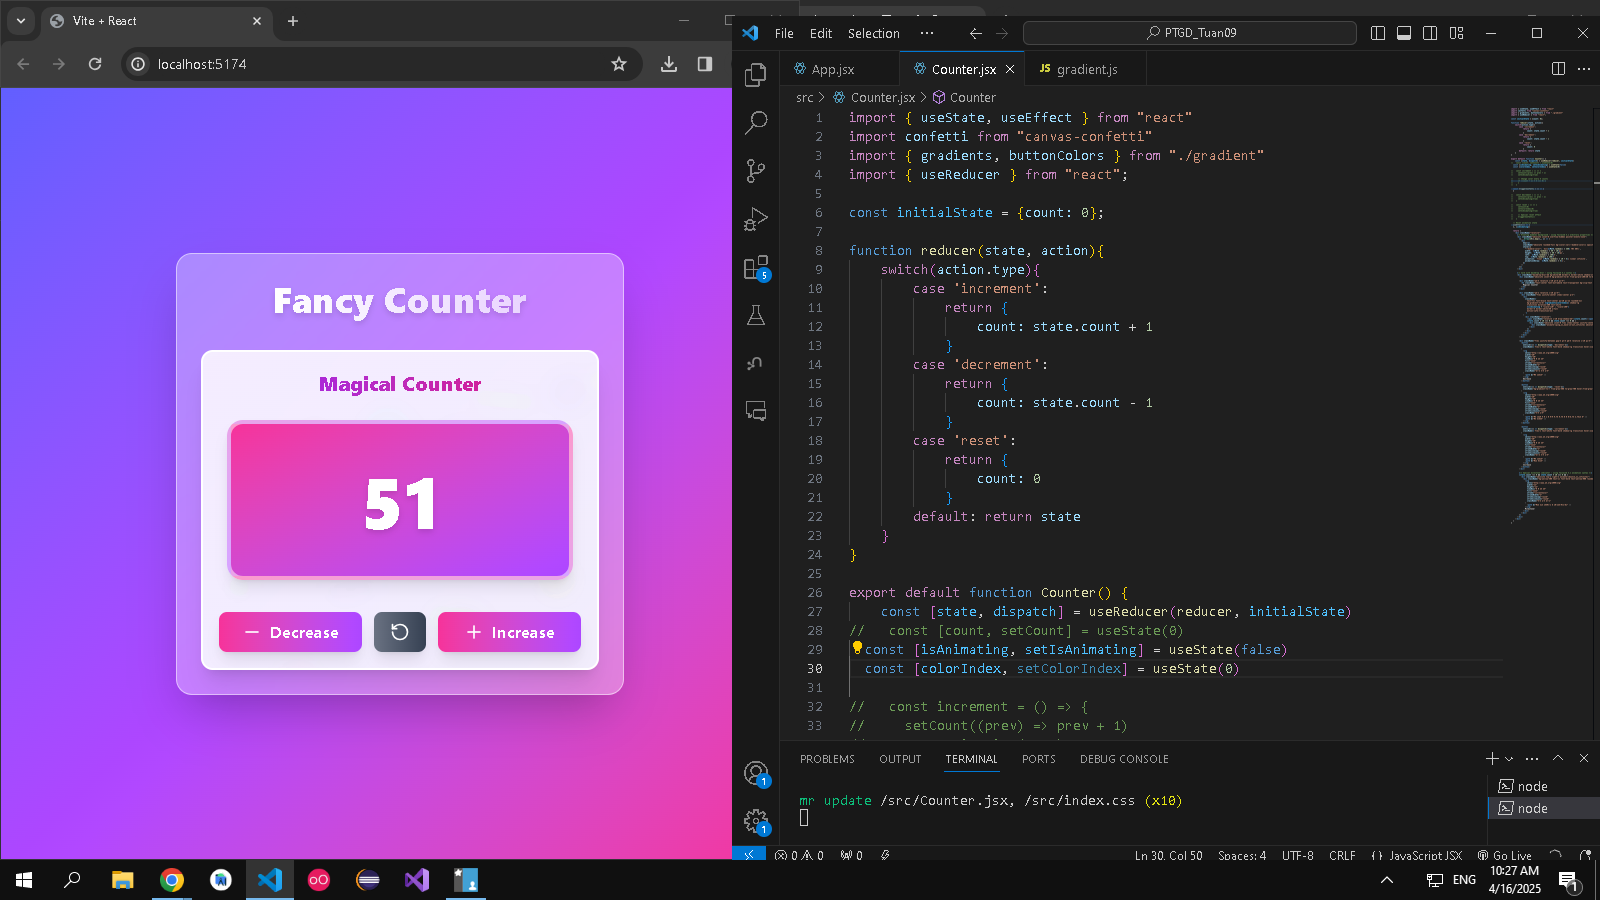 Vite + React
localhost:5174
Fancy Counter
Magical Counter
51
Decrease
Increase
File Edit Selection ···
PTGD_Tuan09
App.jsx
Counter.jsx
JS gradient.js
src > Counter.jsx > Counter
1 import { useState, useEffect } from "react"
2 import confetti from "canvas-confetti"
3 import { gradients, buttonColors } from "./gradient"
4 import { useReducer } from "react";
5
6 const initialState = {count: 0};
7
8 function reducer(state, action){
9 switch(action.type){
10 case 'increment':
11 return {
12 count: state.count + 1
13 }
14 case 'decrement':
15 return {
16 count: state.count - 1
17 }
18 case 'reset':
19 return {
20 count: 0
21 }
22 default: return state
23 }
24 }
25
26 export default function Counter() {
27 const [state, dispatch] = useReducer(reducer, initialState)
28 // const [count, setCount] = useState(0)
29 const [isAnimating, setIsAnimating] = useState(false)
30 const [colorIndex, setColorIndex] = useState(0)
31
32 // const increment = () => {
33 // setCount((prev) => prev + 1)
5
1
1
PROBLEMS OUTPUT TERMINAL PORTS DEBUG CONSOLE
mr update /src/Counter.jsx, /src/index.css (x10)
node
node
0 0 0 Ln 30, Col 50 Spaces: 4 UTF-8 CRLF {} JavaScript JSX Go Live
ENG
10:27 AM
4/16/2025
1